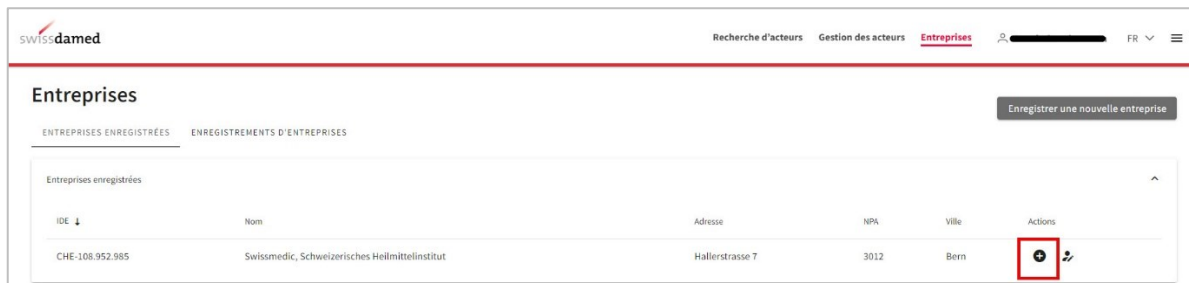 swissdamed
Recherche d'acteurs Gestion des acteurs Entreprises FR
Entreprises
Enregistrer une nouvelle entreprise
ENTREPRISES ENREGISTRÉES ENREGISTREMENTS D'ENTREPRISES
Entreprises enregistrées
IDE Nom Adresse NPA Ville Actions
CHE-108.952.985 Swissmedic, Schweizerisches Heilmittelinstitut Hallerstrasse 7 3012 Bern